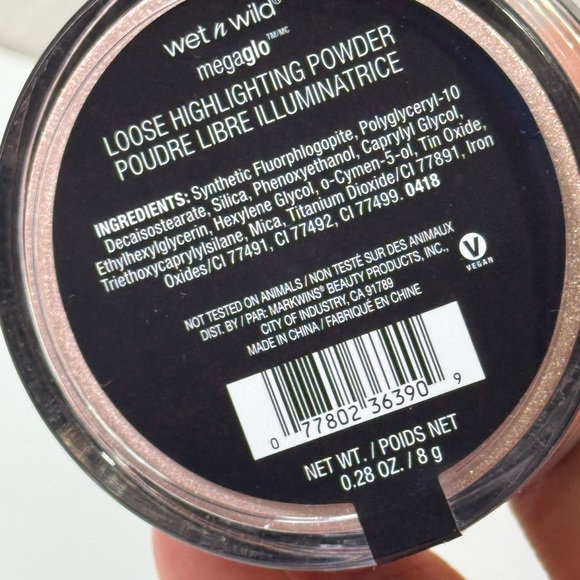 wet n wild®
megaglo™/MC
LOOSE HIGHLIGHTING POWDER
POUDRE LIBRE ILLUMINATRICE
INGREDIENTS: Synthetic Fluorphlogopite, Polyglyceryl-10
Decaisostearate, Silica, Phenoxyethanol, Caprylyl Glycol,
Ethylhexylglycerin, Hexylene Glycol, o-Cymen-5-ol, Tin Oxide,
Triethoxycaprylylsilane, Mica, Titanium Dioxide/CI 77891, Iron
Oxides/CI 77491, CI 77492, CI 77499. 0418
NOT TESTED ON ANIMALS / NON TESTÉ SUR DES ANIMAUX
DIST. BY / PAR: MARKWINS® BEAUTY PRODUCTS, INC.,
CITY OF INDUSTRY, CA 91789
MADE IN CHINA / FABRIQUÉ EN CHINE
V
VEGAN
0 77802 36390 9
NET WT. / POIDS NET
0.28 OZ. / 8 g